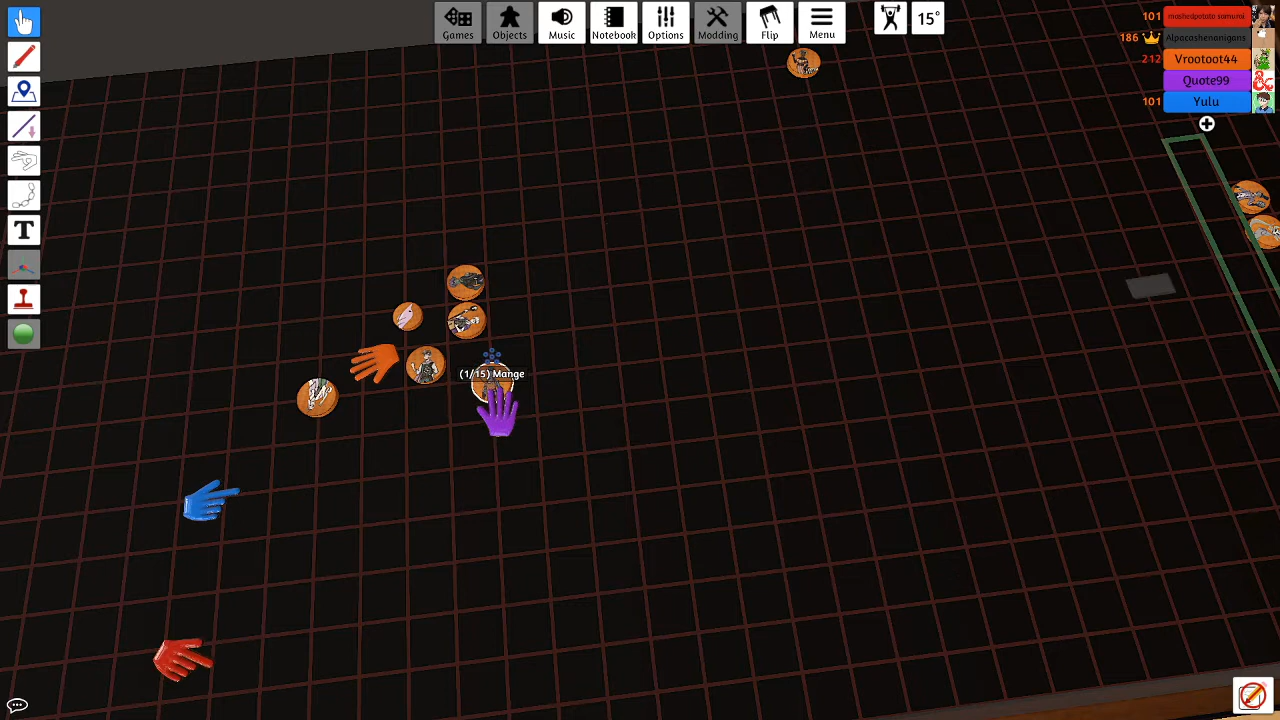 Games
Objects
Music
Notebook
Options
Modding
Flip
Menu
15°
101 mashedpotato samurai
186 Alpacashenanigans
212 Vrootoot44
Quote99
101 Yulu
T
(1/15) Mange